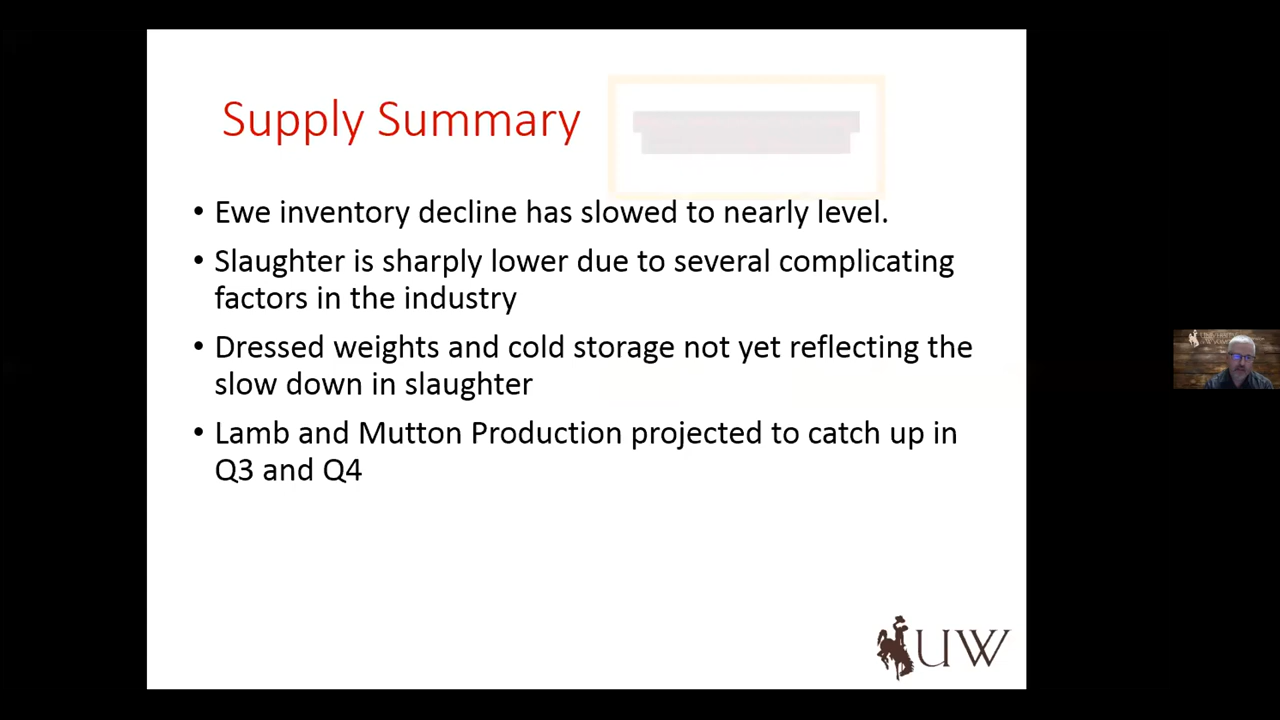 Supply Summary
• Ewe inventory decline has slowed to nearly level.
• Slaughter is sharply lower due to several complicating
factors in the industry
• Dressed weights and cold storage not yet reflecting the
slow down in slaughter
• Lamb and Mutton Production projected to catch up in
Q3 and Q4
UW